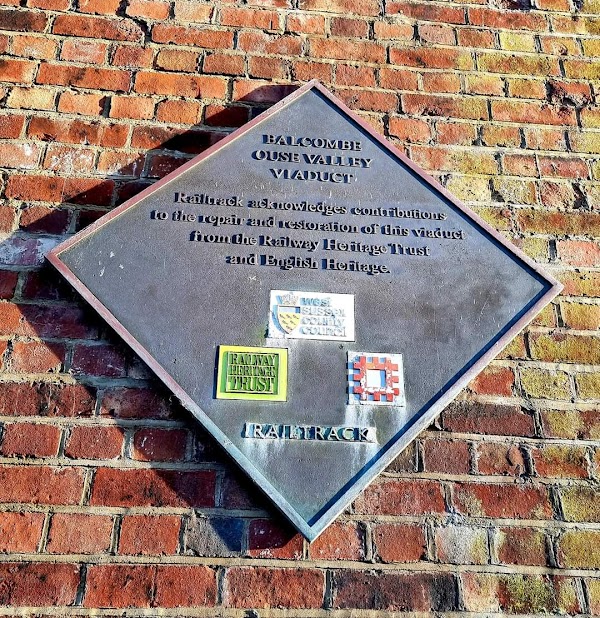 BALCOMBE
OUSE VALLEY
VIADUCT
Railtrack acknowledges contributions
to the repair and restoration of this viaduct
from the Railway Heritage Trust
and English Heritage.
west
sussex
county
council
RAILWAY
HERITAGE
TRUST
RAILTRACK